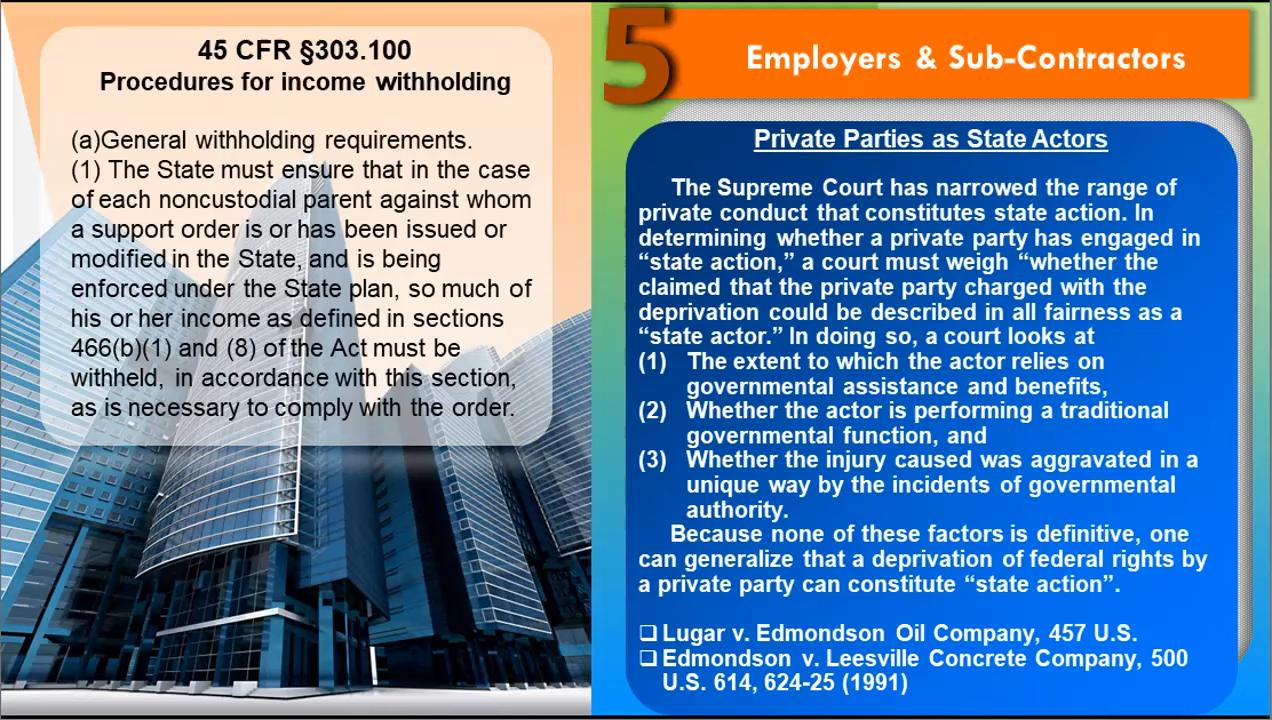 45 CFR §303.100
Procedures for income withholding
(a)General withholding requirements.
(1) The State must ensure that in the case
of each noncustodial parent against whom
a support order is or has been issued or
modified in the State, and is being
enforced under the State plan, so much of
his or her income as defined in sections
466(b)(1) and (8) of the Act must be
withheld, in accordance with this section,
as is necessary to comply with the order.
5
Employers & Sub-Contractors
Private Parties as State Actors
The Supreme Court has narrowed the range of
private conduct that constitutes state action. In
determining whether a private party has engaged in
“state action,” a court must weigh “whether the
claimed that the private party charged with the
deprivation could be described in all fairness as a
“state actor.” In doing so, a court looks at
(1) The extent to which the actor relies on
governmental assistance and benefits,
(2) Whether the actor is performing a traditional
governmental function, and
(3) Whether the injury caused was aggravated in a
unique way by the incidents of governmental
authority.
Because none of these factors is definitive, one
can generalize that a deprivation of federal rights by
a private party can constitute “state action”.
❑ Lugar v. Edmondson Oil Company, 457 U.S.
❑ Edmondson v. Leesville Concrete Company, 500
U.S. 614, 624-25 (1991)